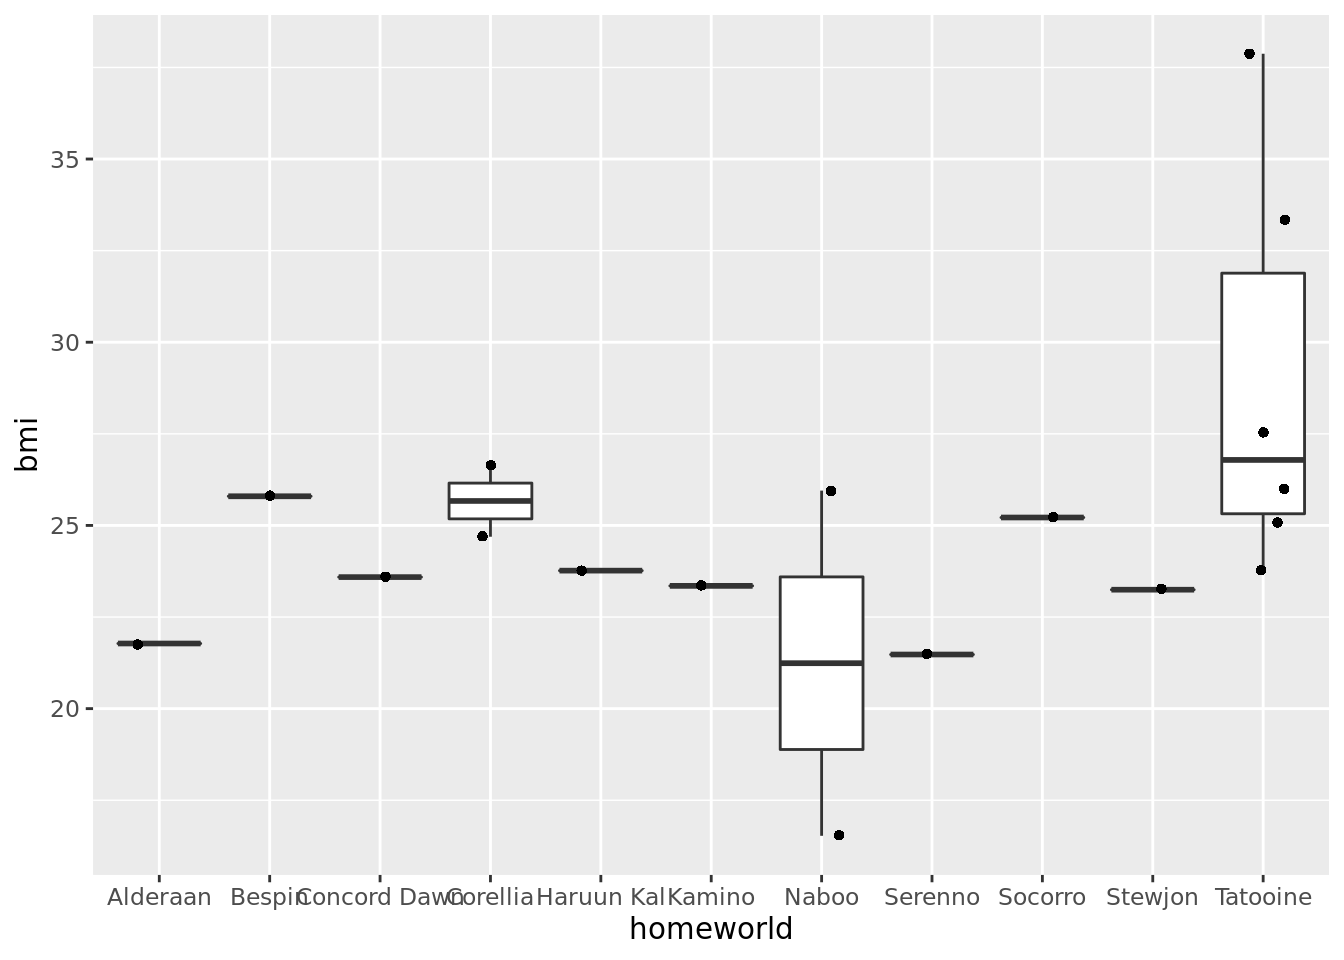 bmi
35
30
25
20
Alderaan Bespin Concord Dawn Corellia Haruun Kal Kamino Naboo Serenno Socorro Stewjon Tatooine
homeworld